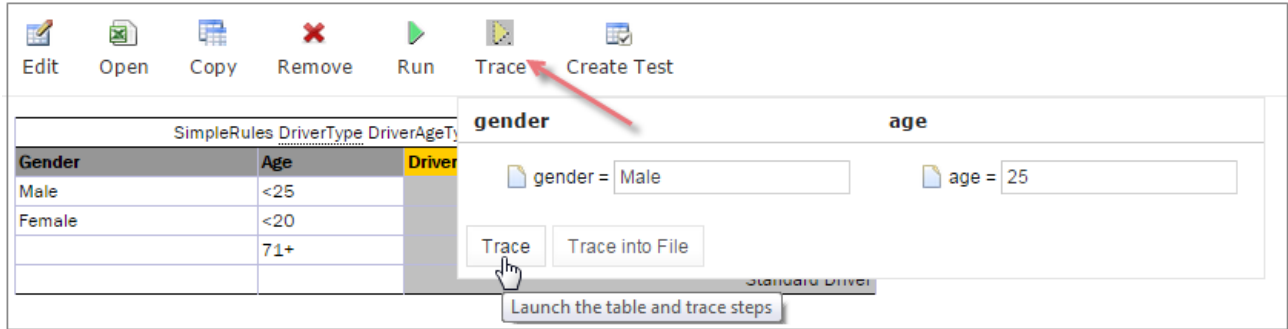 Edit Open Copy Remove Run Trace Create Test
gender age
SimpleRules DriverType DriverAgeTy
Gender Age Driver
gender = Male age = 25
Male <25
Female <20
71+
Trace Trace into File
Standard Driver
Launch the table and trace steps